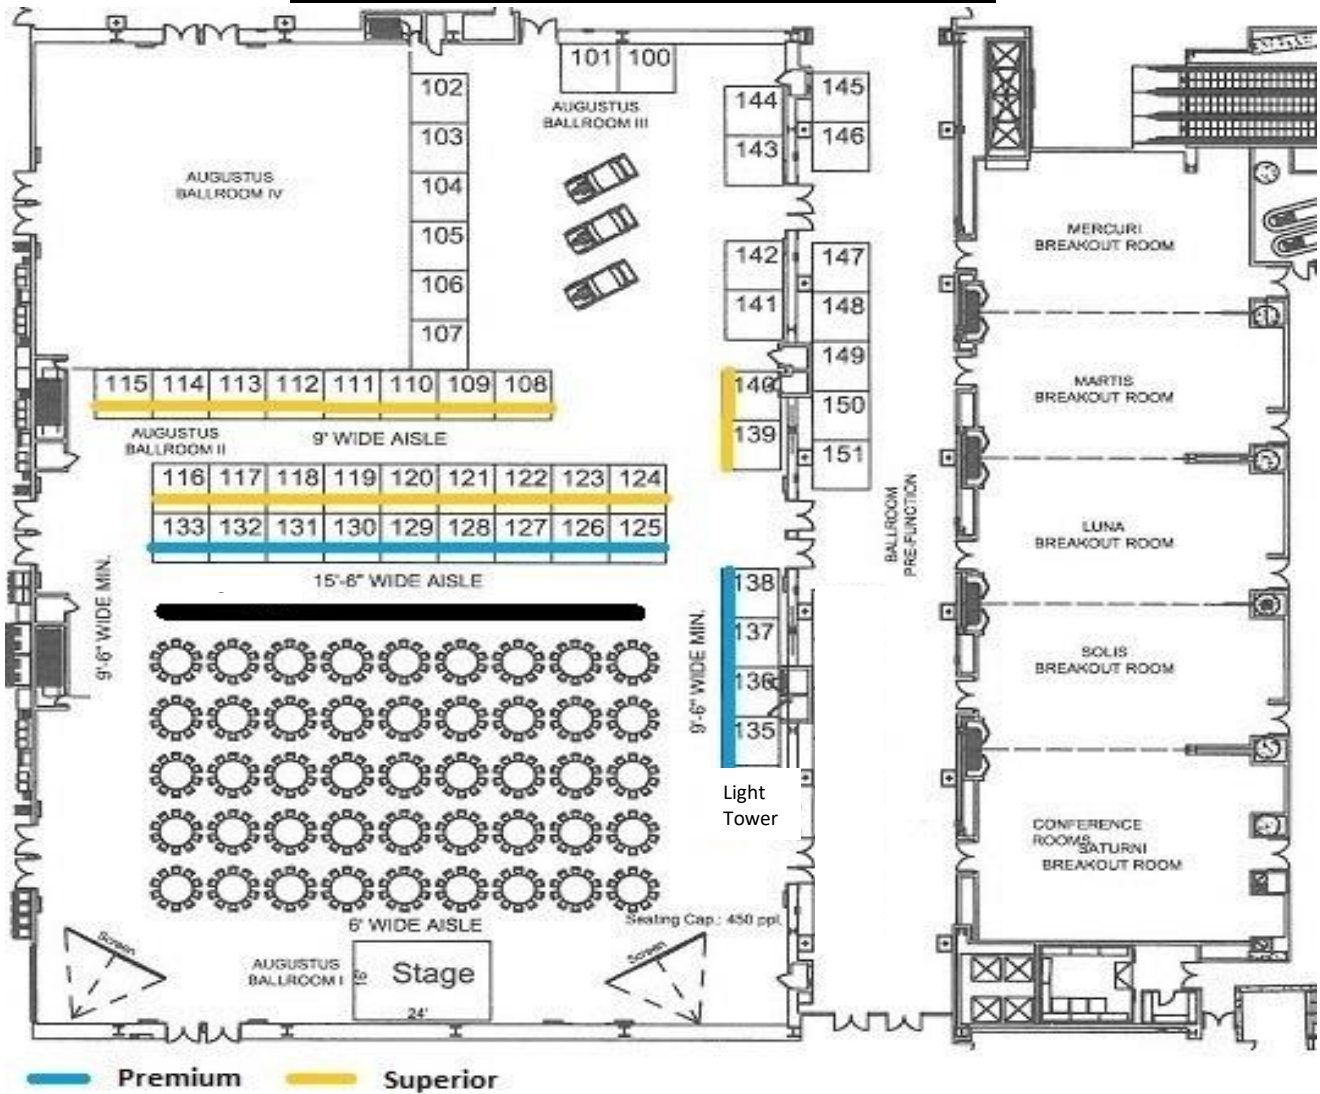 101 100
102
AUGUSTUS
BALLROOM III
144
145
103
143
146
104
AUGUSTUS
BALLROOM IV
105
142
147
MERCURI
BREAKOUT ROOM
106
141
148
107
149
115 114 113 112 111 110 109 108
140
MARTIS
BREAKOUT ROOM
150
AUGUSTUS
BALLROOM II
9' WIDE AISLE
139
151
116 117 118 119 120 121 122 123 124
133 132 131 130 129 128 127 126 125
BALLROOM
PRE-FUNCTION
LUNA
BREAKOUT ROOM
15'-6" WIDE AISLE
9'-6" WIDE MIN.
138
137
9'-6" WIDE MIN.
136
SOLIS
BREAKOUT ROOM
135
Light
Tower
CONFERENCE
ROOMS
SATURNI
BREAKOUT ROOM
6' WIDE AISLE
Seating Cap.: 450 ppl.
Screen
Screen
AUGUSTUS
BALLROOM I
Stage
24'
Premium
Superior